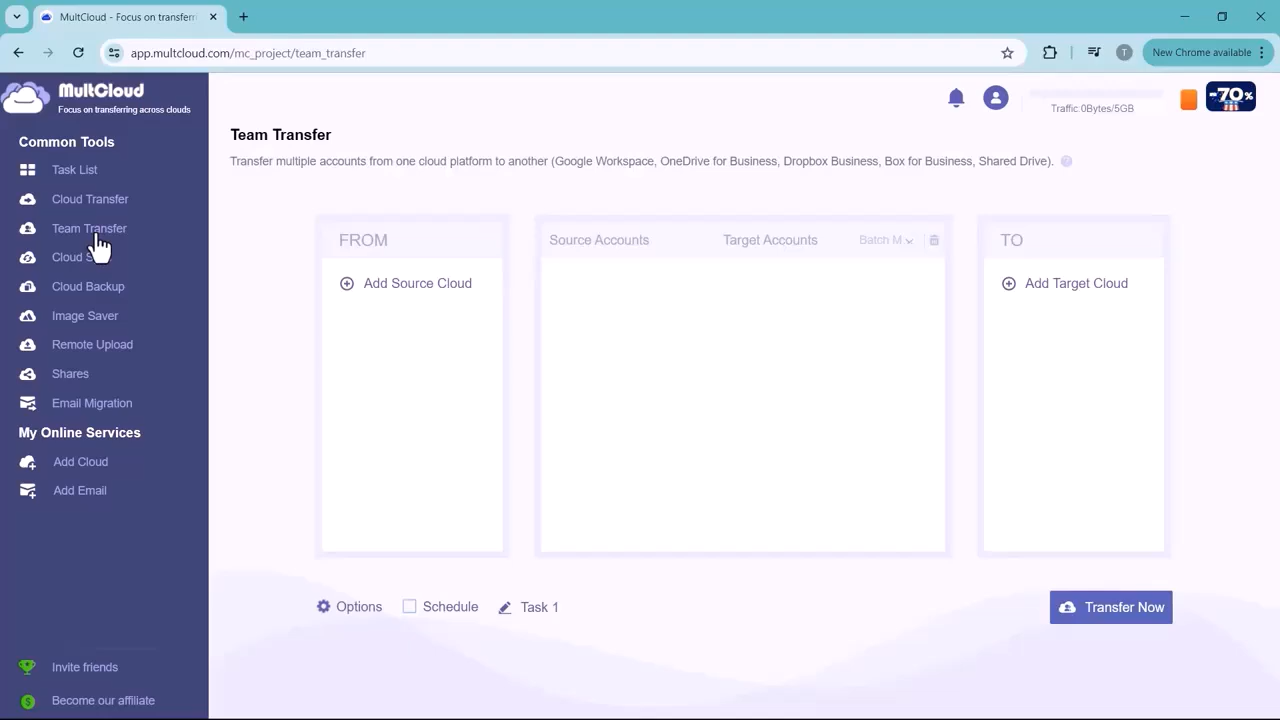 MultCloud - Focus on transferrin
app.multcloud.com/mc_project/team_transfer
T
New Chrome available
MultCloud
Focus on transferring across clouds
Traffic:0Bytes/5GB
-70%
Common Tools
Task List
Cloud Transfer
Team Transfer
Cloud S
Cloud Backup
Image Saver
Remote Upload
Shares
Email Migration
My Online Services
Add Cloud
Add Email
Invite friends
Become our affiliate
Team Transfer
Transfer multiple accounts from one cloud platform to another (Google Workspace, OneDrive for Business, Dropbox Business, Box for Business, Shared Drive).
FROM
Add Source Cloud
Source Accounts
Target Accounts
Batch M
TO
Add Target Cloud
Options
Schedule
Task 1
Transfer Now